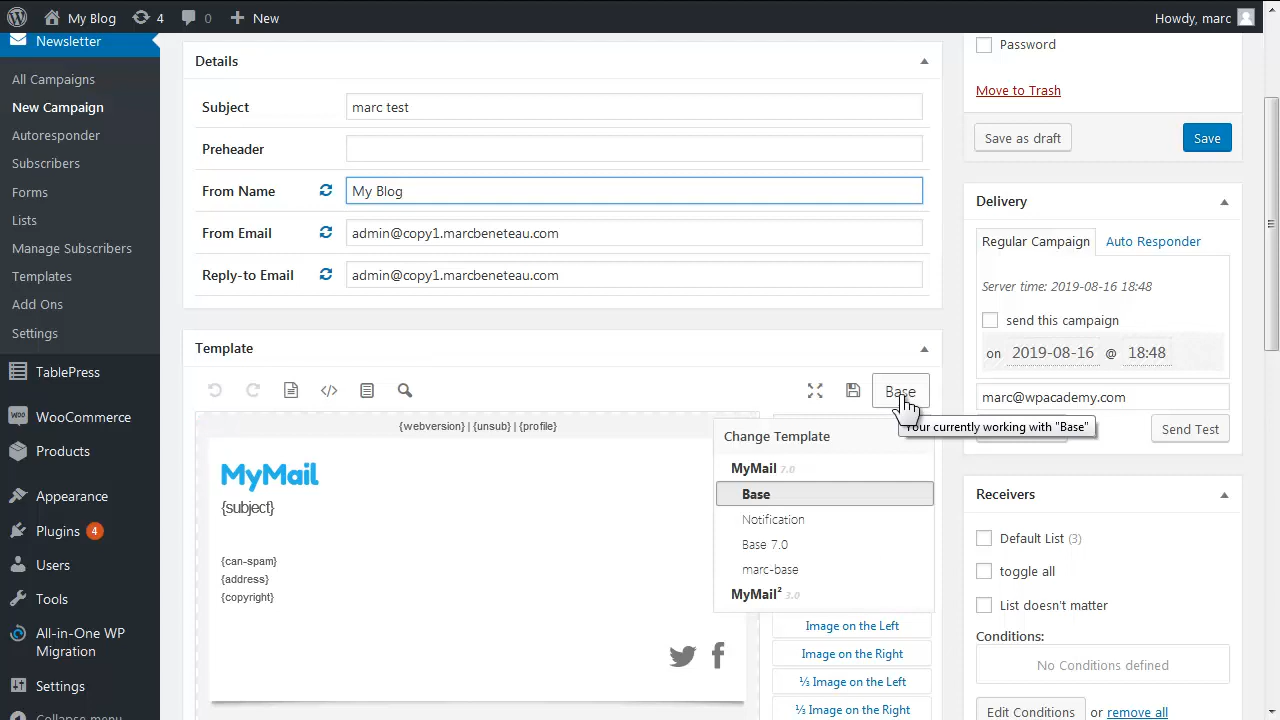 My Blog
4
0
New
Howdy, marc
Newsletter
All Campaigns
New Campaign
Autoresponder
Subscribers
Forms
Lists
Manage Subscribers
Templates
Add Ons
Settings
TablePress
WooCommerce
Products
Appearance
Plugins 4
Users
Tools
All-in-One WP
Migration
Settings
Collapse menu
Details
Subject
marc test
Preheader
From Name
My Blog
From Email
admin@copy1.marcbeneteau.com
Reply-to Email
admin@copy1.marcbeneteau.com
Template
Base
Your currently working with "Base"
{webversion} | {unsub} | {profile}
MyMail
{subject}
{can-spam}
{address}
{copyright}
Change Template
MyMail 7.0
Base
Notification
Base 7.0
marc-base
MyMail² 3.0
Image on the Left
Image on the Right
½ Image on the Left
½ Image on the Right
Password
Move to Trash
Save as draft
Save
Delivery
Regular Campaign
Auto Responder
Server time: 2019-08-16 18:48
send this campaign
on 2019-08-16 @ 18:48
marc@wpacademy.com
Send Test
Receivers
Default List (3)
toggle all
List doesn't matter
Conditions:
No Conditions defined
Edit Conditions or remove all